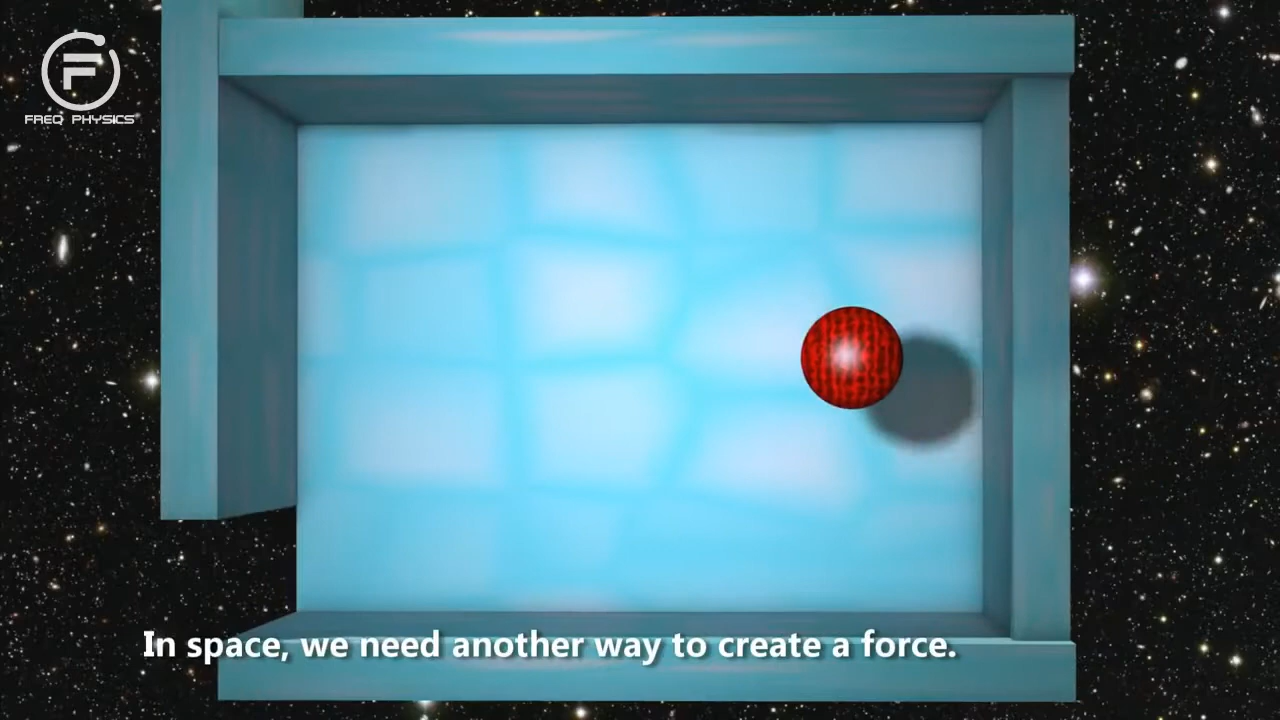 FREQ PHYSICS
In space, we need another way to create a force.